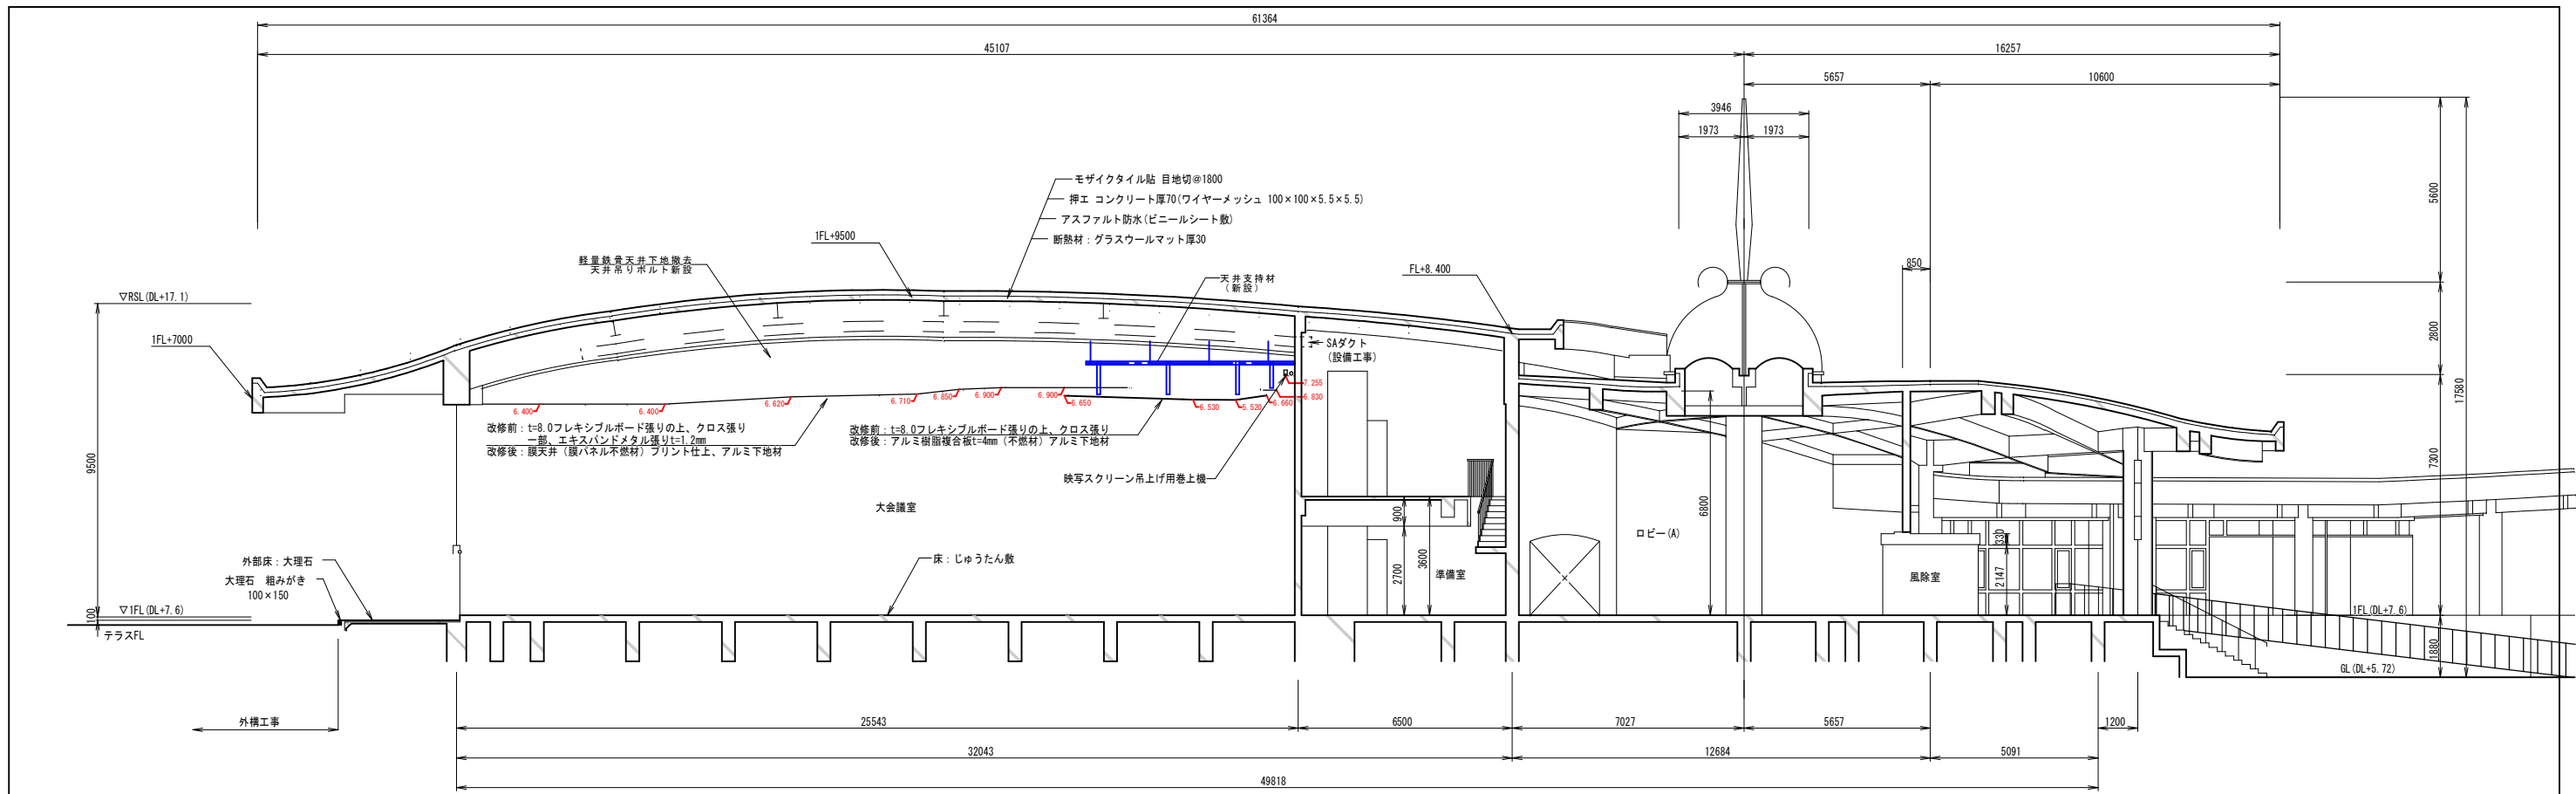 61364
45107
16257
5657
10600
3946
1973
1973
5600
17580
モザイクタイル貼 目地切@1800
押エ コンクリート厚70(ワイヤーメッシュ 100×100×5.5×5.5)
アスファルト防水(ビニールシート敷)
断熱材：グラスウールマット厚30
1FL+9500
軽量鉄骨天井下地撤去
天井吊りボルト新設
天井支持材
(新設)
FL+8.400
850
▽RSL(DL+17.1)
2800
1FL+7000
SAダクト
(設備工事)
7.255
6.400
6.400
6.620
6.710
6.850
6.900
6.900
6.650
6.530
5.520
6.660
6.830
改修前：t=8.0フレキシブルボード張りの上、クロス張り
一部、エキスパンドメタル張りt=1.2mm
改修後：膜天井（膜パネル不燃材）プリント仕上、アルミ下地材
改修前：t=8.0フレキシブルボード張りの上、クロス張り
改修後：アルミ樹脂複合板t=4mm（不燃材）アルミ下地材
9500
7300
映写スクリーン吊上げ用巻上機
大会議室
900
3600
2700
6800
ロビー(A)
330
2147
外部床：大理石
大理石　粗みがき
100×150
床：じゅうたん敷
準備室
風除室
▽1FL(DL+7.6)
100
テラスFL
1FL(DL+7.6)
1880
GL(DL+5.72)
外構工事
25543
6500
7027
5657
1200
32043
12684
5091
49818